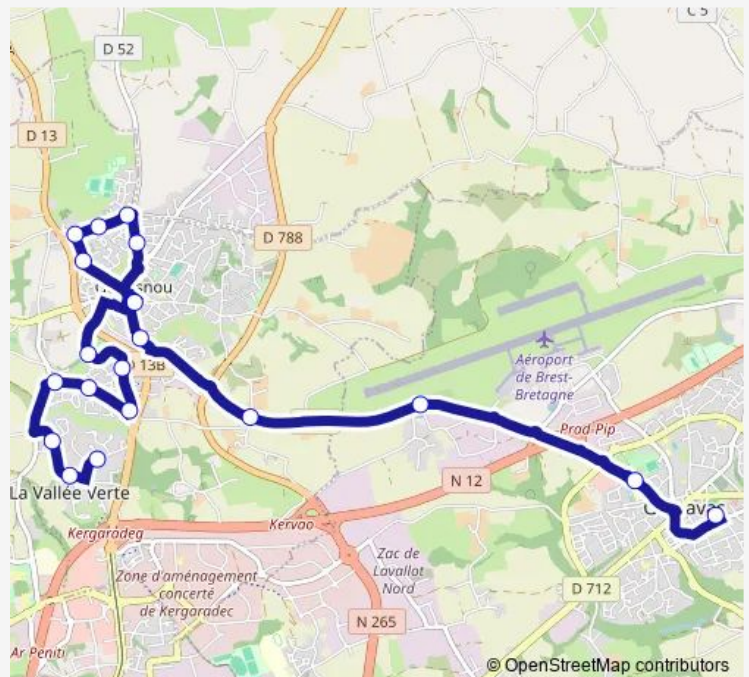 C 5
D 52
D 13
D 788
snou
D 13B
Aéroport
de Brest-
Bretagne
Prad-Pip
N 12
La Vallée Verte
Kergaradeg
Kervao
Zac de
Lavallot
Nord
Zone d'aménagement
concerté
de Kergaradec
D 712
N 265
Ar Peniti
© OpenStreetMap contributors